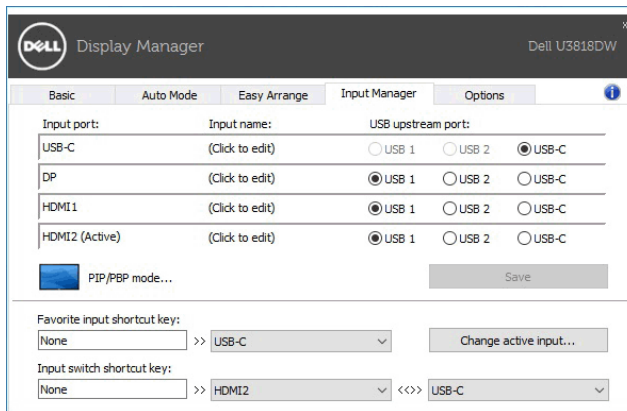 DELL Display Manager Dell U3818DW x
Basic Auto Mode Easy Arrange Input Manager Options i
Input port: Input name: USB upstream port:
USB-C (Click to edit) USB 1 USB 2 USB-C
DP (Click to edit) USB 1 USB 2 USB-C
HDMI1 (Click to edit) USB 1 USB 2 USB-C
HDMI2 (Active) (Click to edit) USB 1 USB 2 USB-C
PIP/PBP mode... Save
Favorite input shortcut key:
None >> USB-C Change active input...
Input switch shortcut key:
None >> HDMI2 <<>> USB-C